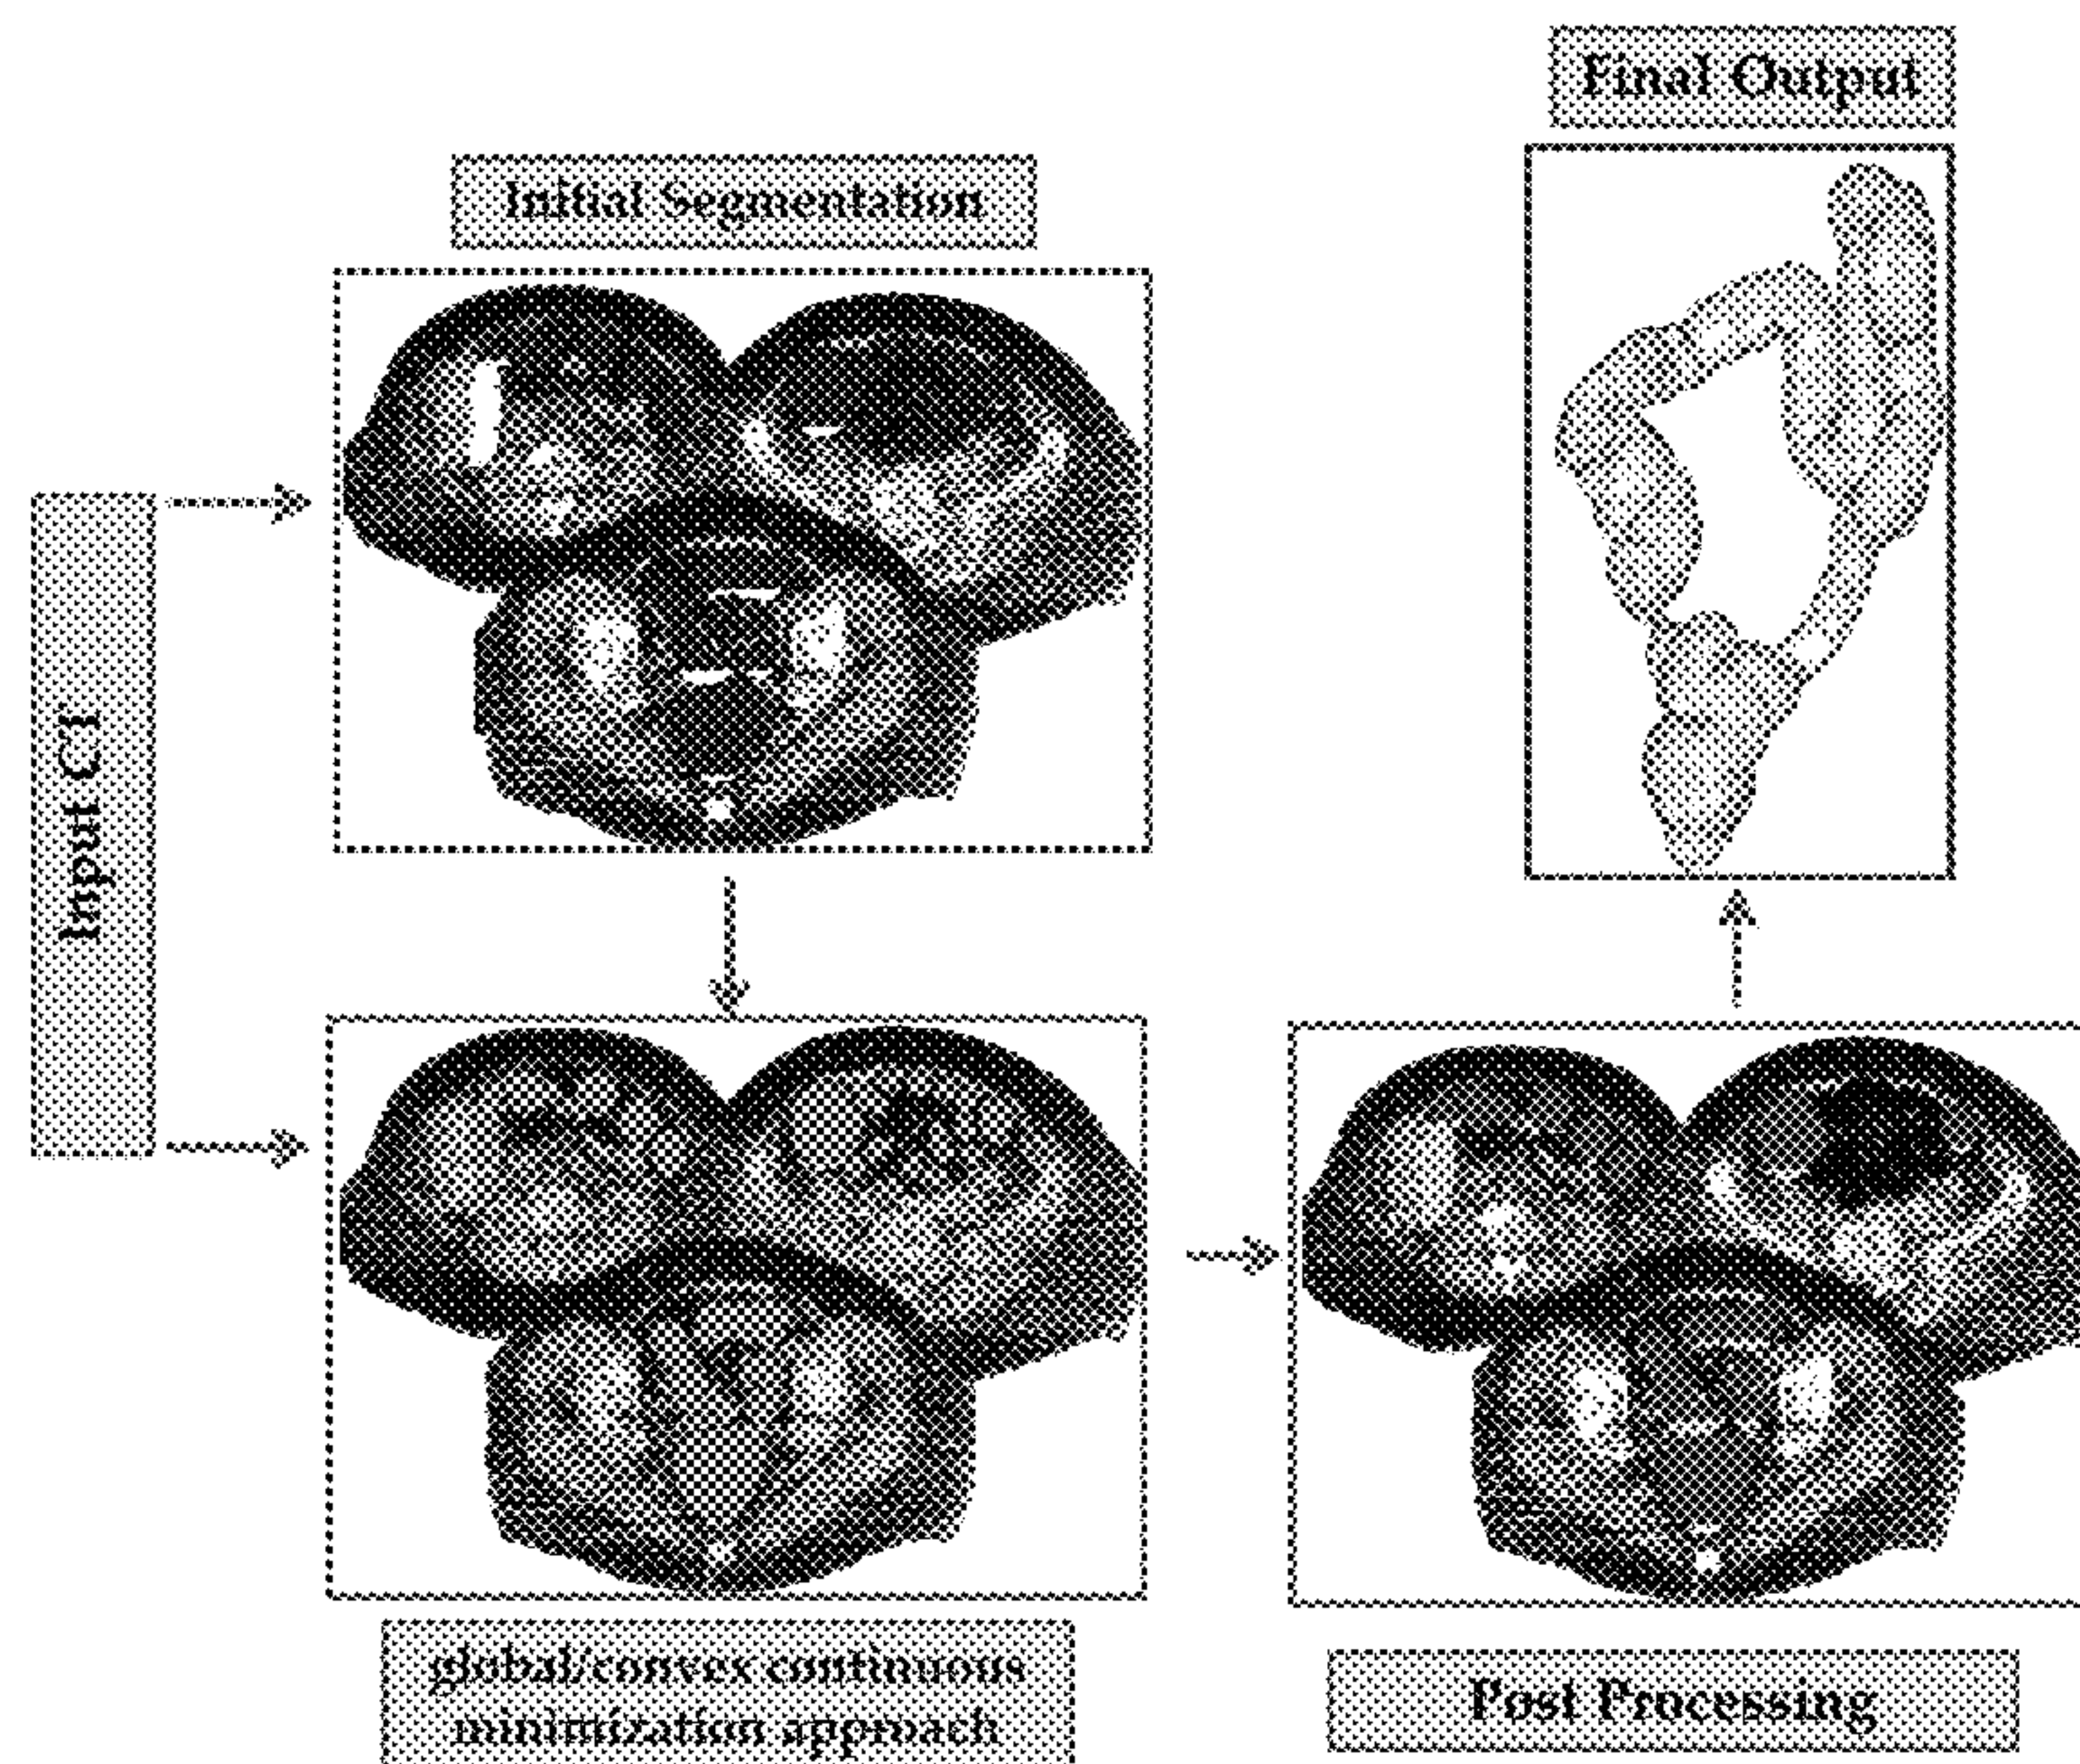 Final Output
Initial Segmentation
Input CT
global/convex continuous
minimization approach
Post Processing